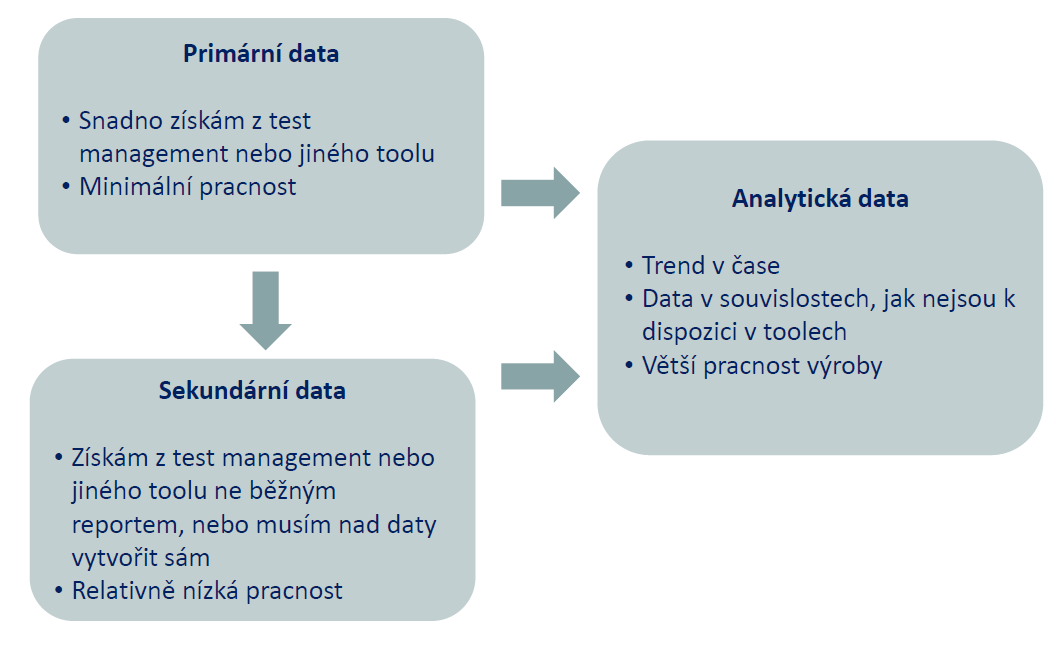 Primární data
• Snadno získám z test
management nebo jiného toolu
• Minimální pracnost
Sekundární data
• Získám z test management nebo
jiného toolu ne běžným
reportem, nebo musím nad daty
vytvořit sám
• Relativně nízká pracnost
Analytická data
• Trend v čase
• Data v souvislostech, jak nejsou k
dispozici v toolech
• Větší pracnost výroby